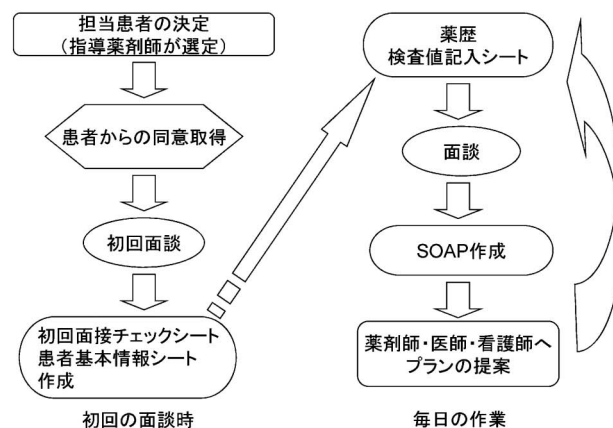 担当患者の決定
(指導薬剤師が選定)
患者からの同意取得
初回面談
初回面接チェックシート
患者基本情報シート
作成
初回の面談時
薬歴
検査値記入シート
面談
SOAP作成
薬剤師・医師・看護師へ
プランの提案
毎日の作業